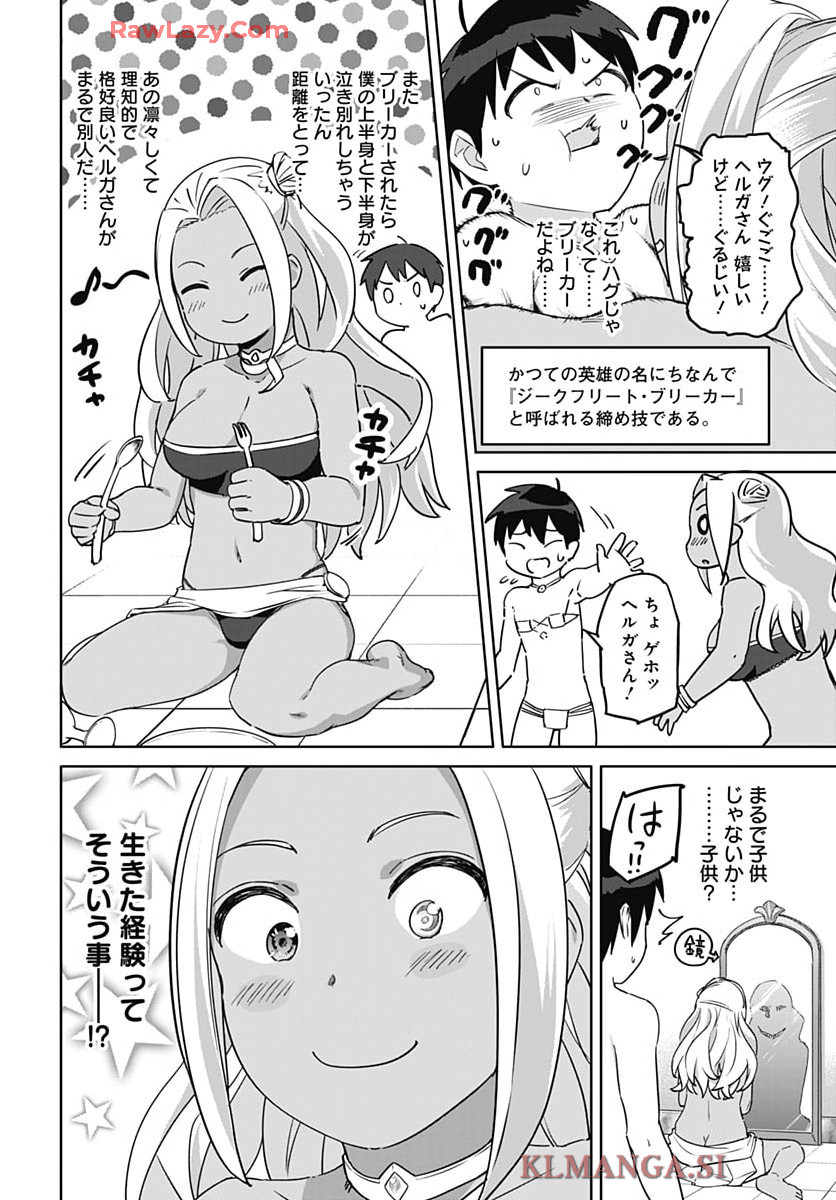 RawLazy.Com
ウグ！ぐごご……！
ヘルガさん 嬉しい
けど……ぐるじい！
グググ
グググ
これハグじゃ
なくて……
ブリーカー
だよね…
かつての英雄の名にちなんで
『ジークフリート・ブリーカー』
と呼ばれる締め技である。
ちょ ゲホッ
ヘルガさん！
また
ブリーカーされたら
僕の上半身と下半身が
泣き別れしちゃう
いったん
距離をとって…
あの凛々しくて
理知的で
格好良いヘルガさんが
まるで別人だ……
カチャ
カチャ
まるで子供
じゃないか…
………子供？
はっ!?
鏡
生きた経験って
そういう事――!?
KLMANGA.SI